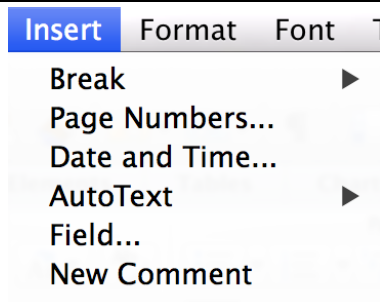 Insert Format Font
Break
Page Numbers...
Date and Time...
AutoText
Field...
New Comment